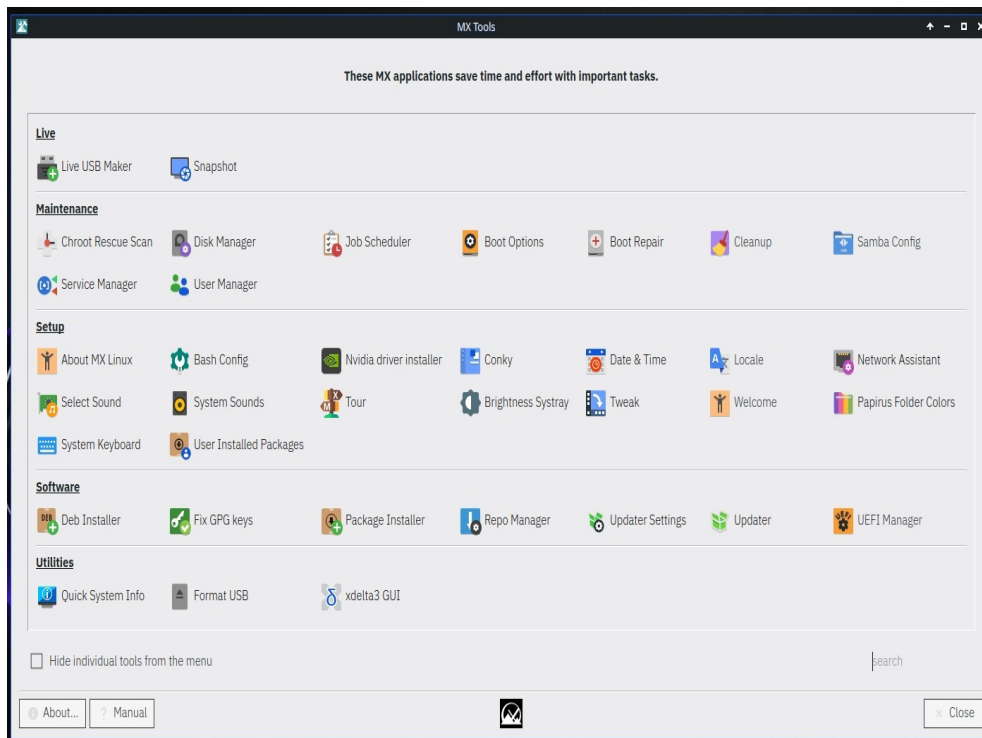 MX Tools
These MX applications save time and effort with important tasks.
Live
Live USB Maker Snapshot
Maintenance
Chroot Rescue Scan Disk Manager Job Scheduler Boot Options Boot Repair Cleanup Samba Config
Service Manager User Manager
Setup
About MX Linux Bash Config Nvidia driver installer Conky Date & Time Locale Network Assistant
Select Sound System Sounds Tour Brightness Systray Tweak Welcome Papirus Folder Colors
System Keyboard User Installed Packages
Software
Deb Installer Fix GPG keys Package Installer Repo Manager Updater Settings Updater UEFI Manager
Utilities
Quick System Info Format USB xdelta3 GUI
Hide individual tools from the menu search
About... ? Manual Close